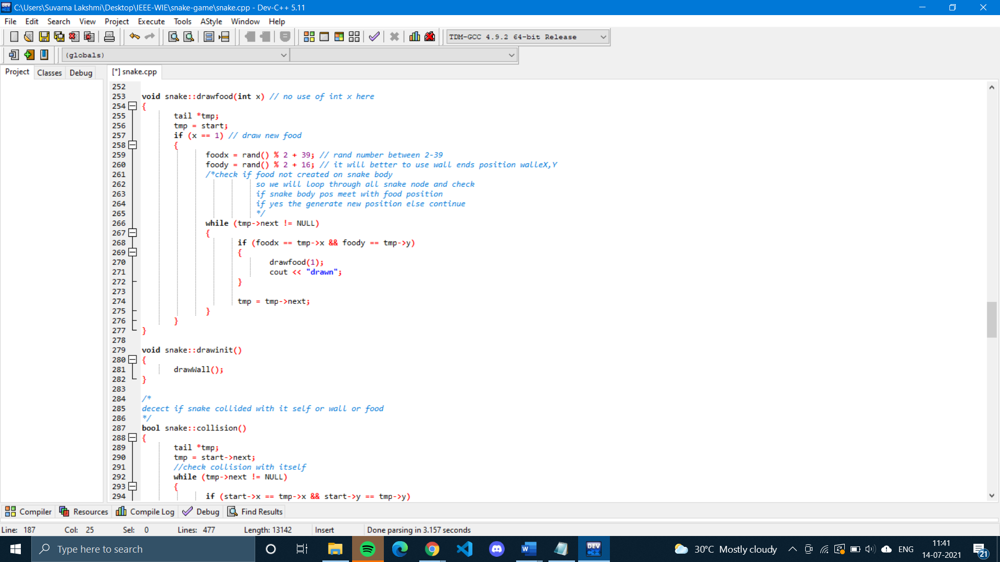 C:\Users\Suvarna Lakshmi\Desktop\IEEE-WIE\snake-game\snake.cpp - Dev-C++ 5.11
File Edit Search View Project Execute Tools AStyle Window Help
TDM-GCC 4.9.2 64-bit Release
(globals)
Project Classes Debug [*] snake.cpp
252
253 void snake::drawfood(int x) // no use of int x here
254 {
255 tail *tmp;
256 tmp = start;
257 if (x == 1) // draw new food
258 {
259 foodx = rand() % 2 + 39; // rand number between 2-39
260 foody = rand() % 2 + 16; // it will better to use wall ends position walleX,Y
261 /*check if food not created on snake body
262 so we will loop through all snake node and check
263 if snake body pos meet with food position
264 if yes the generate new position else continue
265 */
266 while (tmp->next != NULL)
267 {
268 if (foodx == tmp->x && foody == tmp->y)
269 {
270 drawfood(1);
271 cout << "drawn";
272 }
273
274 tmp = tmp->next;
275 }
276 }
277 }
278
279 void snake::drawinit()
280 {
281 drawWall();
282 }
283
284 /*
285 decect if snake collided with it self or wall or food
286 */
287 bool snake::collision()
288 {
289 tail *tmp;
290 tmp = start->next;
291 //check collision with itself
292 while (tmp->next != NULL)
293 {
294 if (start->x == tmp->x && start->y == tmp->y)
Compiler Resources Compile Log Debug Find Results
Line: 187 Col: 25 Sel: 0 Lines: 477 Length: 13142 Insert Done parsing in 3.157 seconds
Type here to search
DEV C++
30°C Mostly cloudy
ENG
11:41
14-07-2021
21